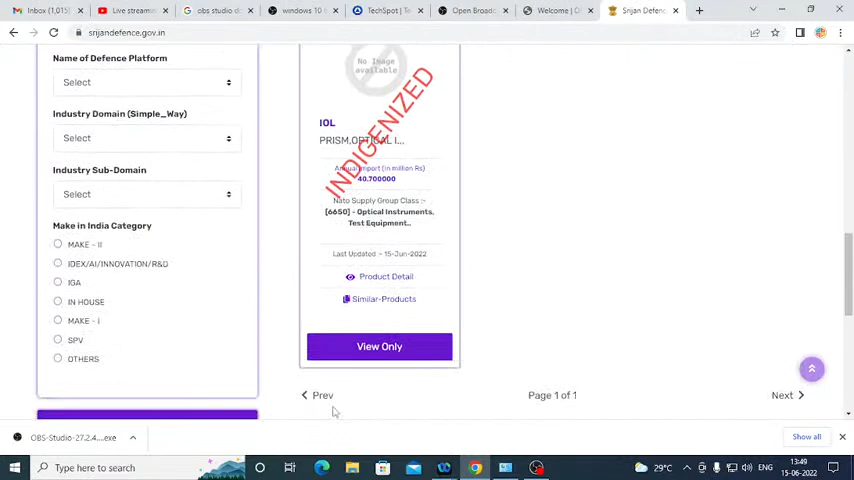 Inbox (1,015)
Live streamin
obs studio do
windows 10 (
TechSpot | Te
Open Broadc
Welcome | O
Srijan Defenc
srijandefence.gov.in
Name of Defence Platform
Select
Industry Domain (Simple_Way)
Select
Industry Sub-Domain
Select
Make in India Category
MAKE - II
IDEX/AI/INNOVATION/R&D
IGA
IN HOUSE
MAKE - I
SPV
OTHERS
No Image
available
INDIGENIZED
IOL
PRISM,OPTICAL I...
Annual Import (in million Rs)
40.700000
Nato Supply Group Class :-
[6650] - Optical Instruments,
Test Equipment..
Last Updated - 15-Jun-2022
Product Detail
Similar-Products
View Only
Prev
Page 1 of 1
Next
OBS-Studio-27.2.4....exe
Show all
Type here to search
29°C
ENG
13:49
15-06-2022